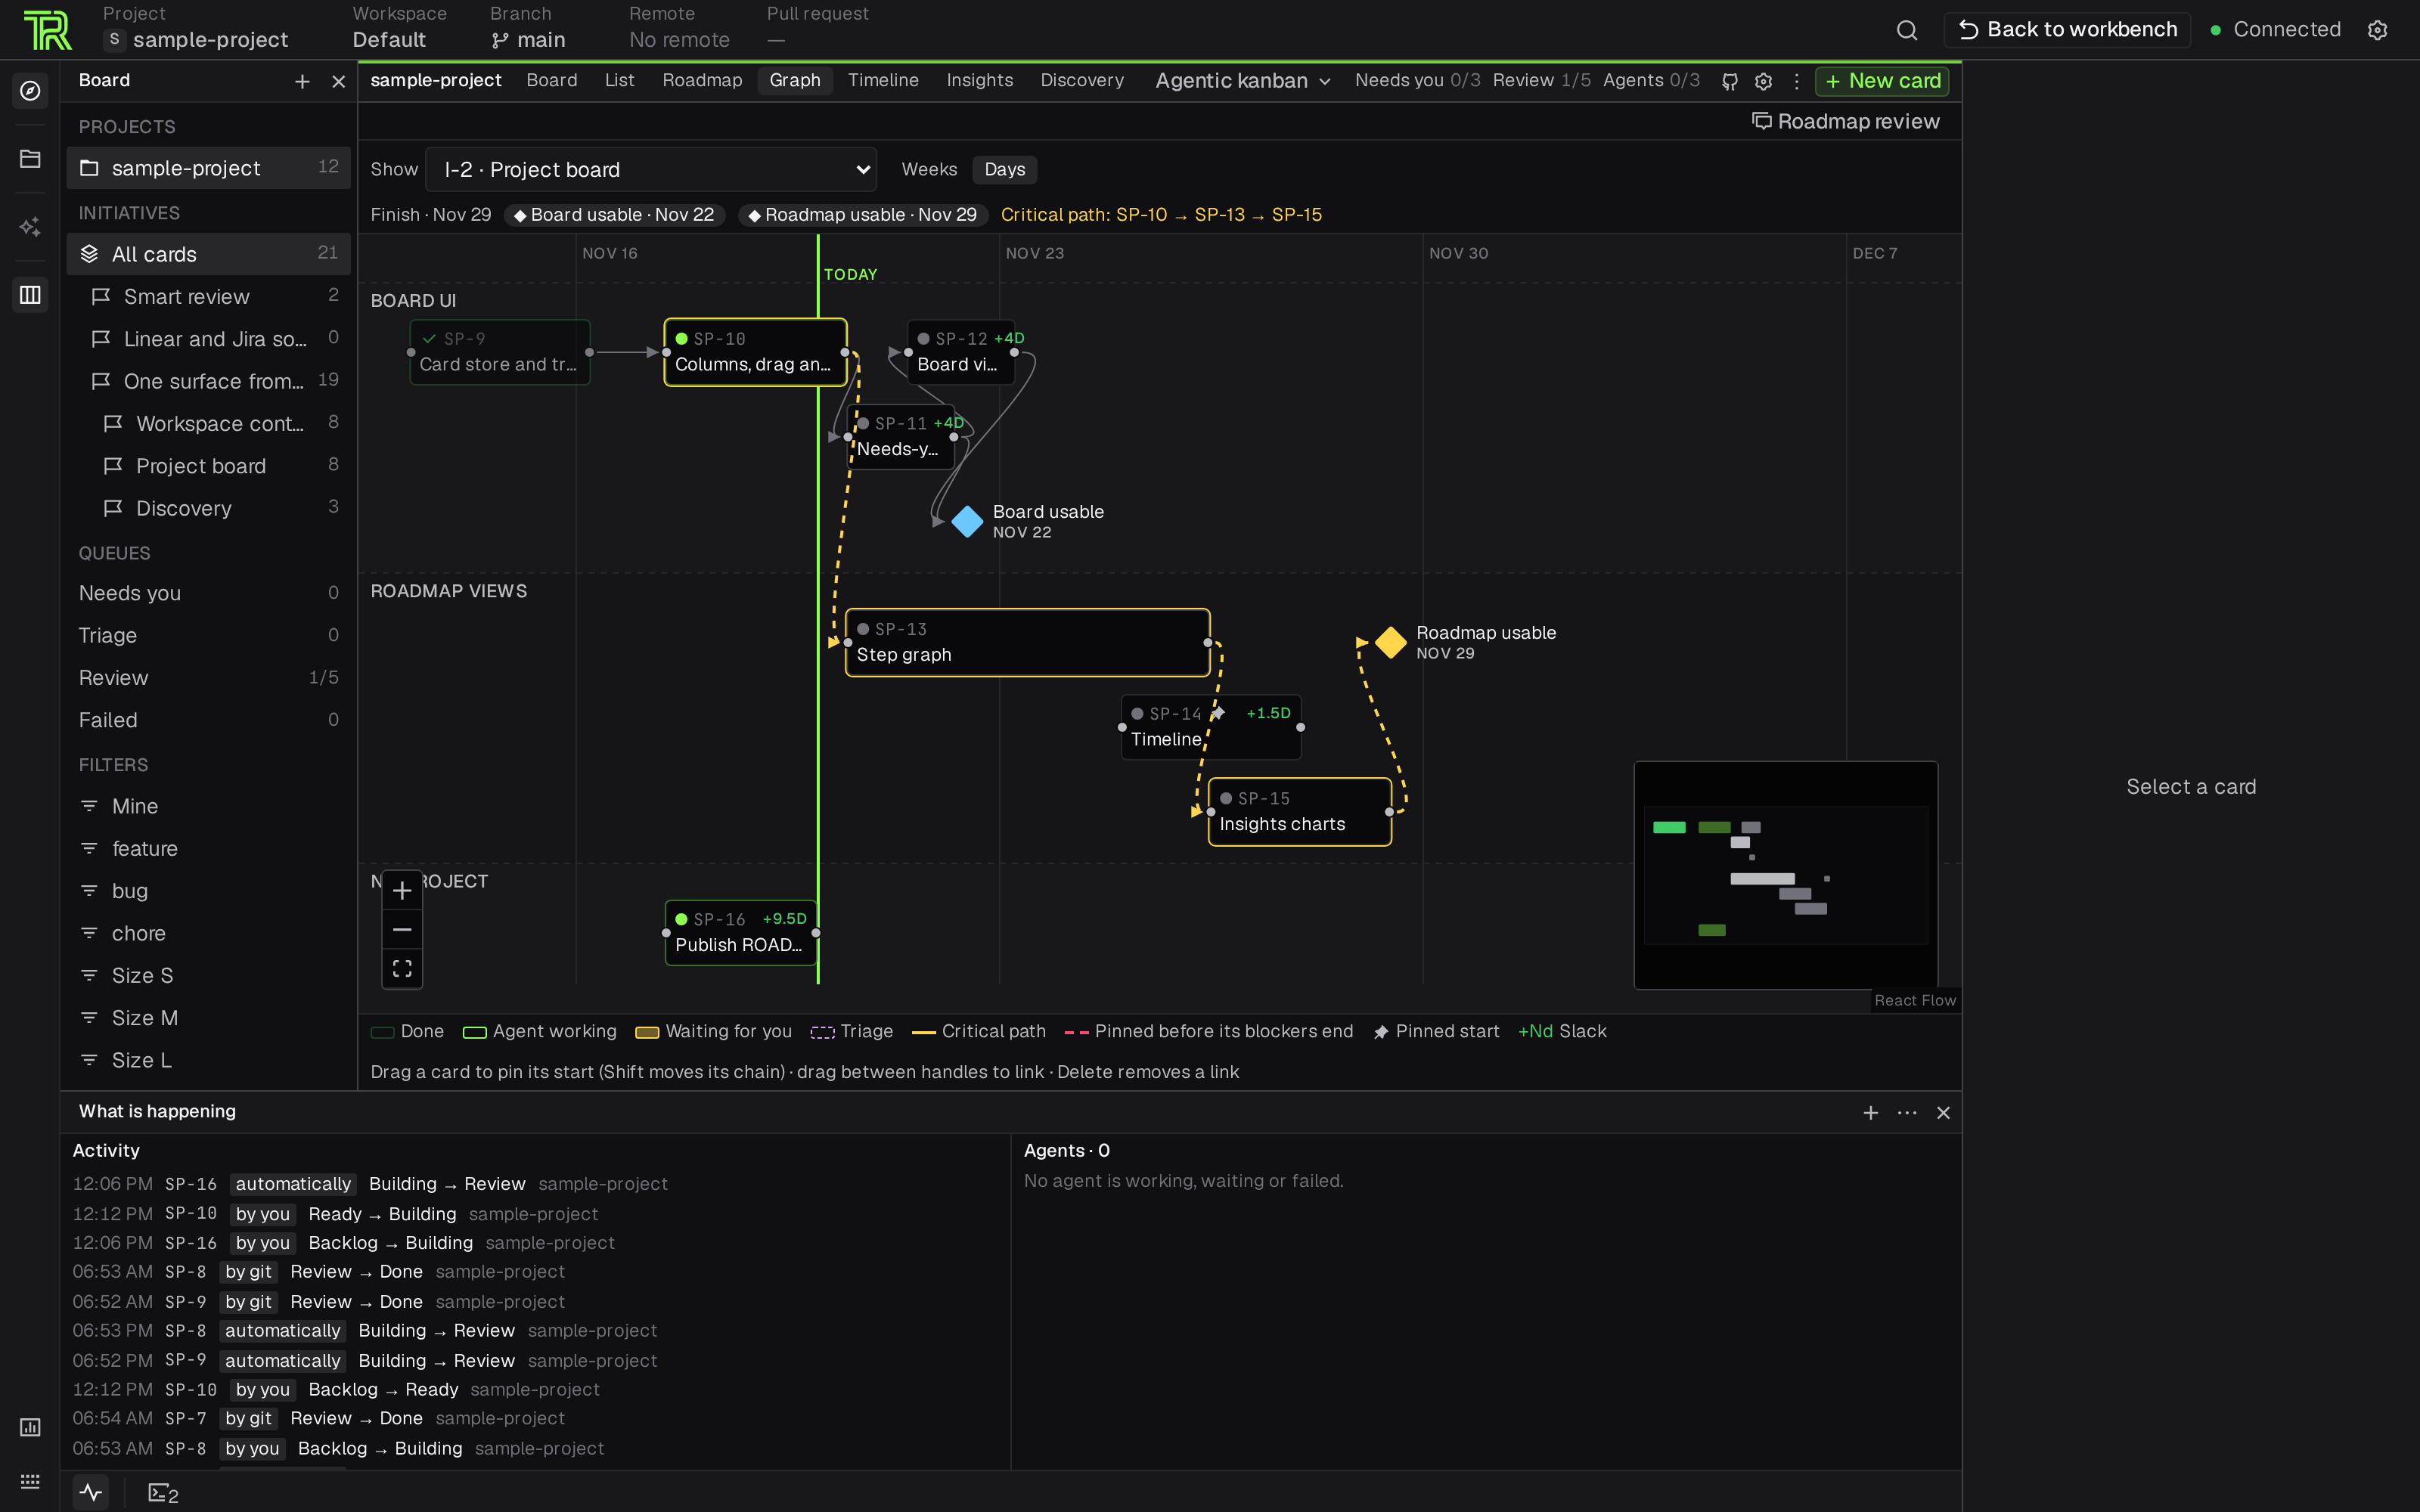 TR
Project
S sample-project
Workspace
Default
Branch
main
Remote
No remote
Pull request
—
Back to workbench
Connected
Board
PROJECTS
sample-project 12
INITIATIVES
All cards 21
Smart review 2
Linear and Jira so... 0
One surface from... 19
Workspace cont... 8
Project board 8
Discovery 3
QUEUES
Needs you 0
Triage 0
Review 1/5
Failed 0
FILTERS
Mine
feature
bug
chore
Size S
Size M
Size L
sample-project Board List Roadmap Graph Timeline Insights Discovery Agentic kanban Needs you 0/3 Review 1/5 Agents 0/3 + New card
Roadmap review
Show I-2 · Project board Weeks Days
Finish · Nov 29 ◆ Board usable · Nov 22 ◆ Roadmap usable · Nov 29 Critical path: SP-10 → SP-13 → SP-15
NOV 16 NOV 23 NOV 30 DEC 7
TODAY
BOARD UI
SP-9
Card store and tr...
SP-10
Columns, drag an...
SP-12 +4D
Board vi...
SP-11 +4D
Needs-y...
Board usable
NOV 22
ROADMAP VIEWS
SP-13
Step graph
Roadmap usable
NOV 29
SP-14 +1.5D
Timeline
SP-15
Insights charts
SP-16 +9.5D
Publish ROAD...
React Flow
Done Agent working Waiting for you Triage Critical path Pinned before its blockers end Pinned start +Nd Slack
Drag a card to pin its start (Shift moves its chain) · drag between handles to link · Delete removes a link
What is happening
Activity
12:06 PM SP-16 automatically Building → Review sample-project
12:12 PM SP-10 by you Ready → Building sample-project
12:06 PM SP-16 by you Backlog → Building sample-project
06:53 AM SP-8 by git Review → Done sample-project
06:52 AM SP-9 by git Review → Done sample-project
06:53 PM SP-8 automatically Building → Review sample-project
06:52 PM SP-9 automatically Building → Review sample-project
12:12 PM SP-10 by you Backlog → Ready sample-project
06:54 AM SP-7 by git Review → Done sample-project
06:53 AM SP-8 by you Backlog → Building sample-project
Agents · 0
No agent is working, waiting or failed.
Select a card
2